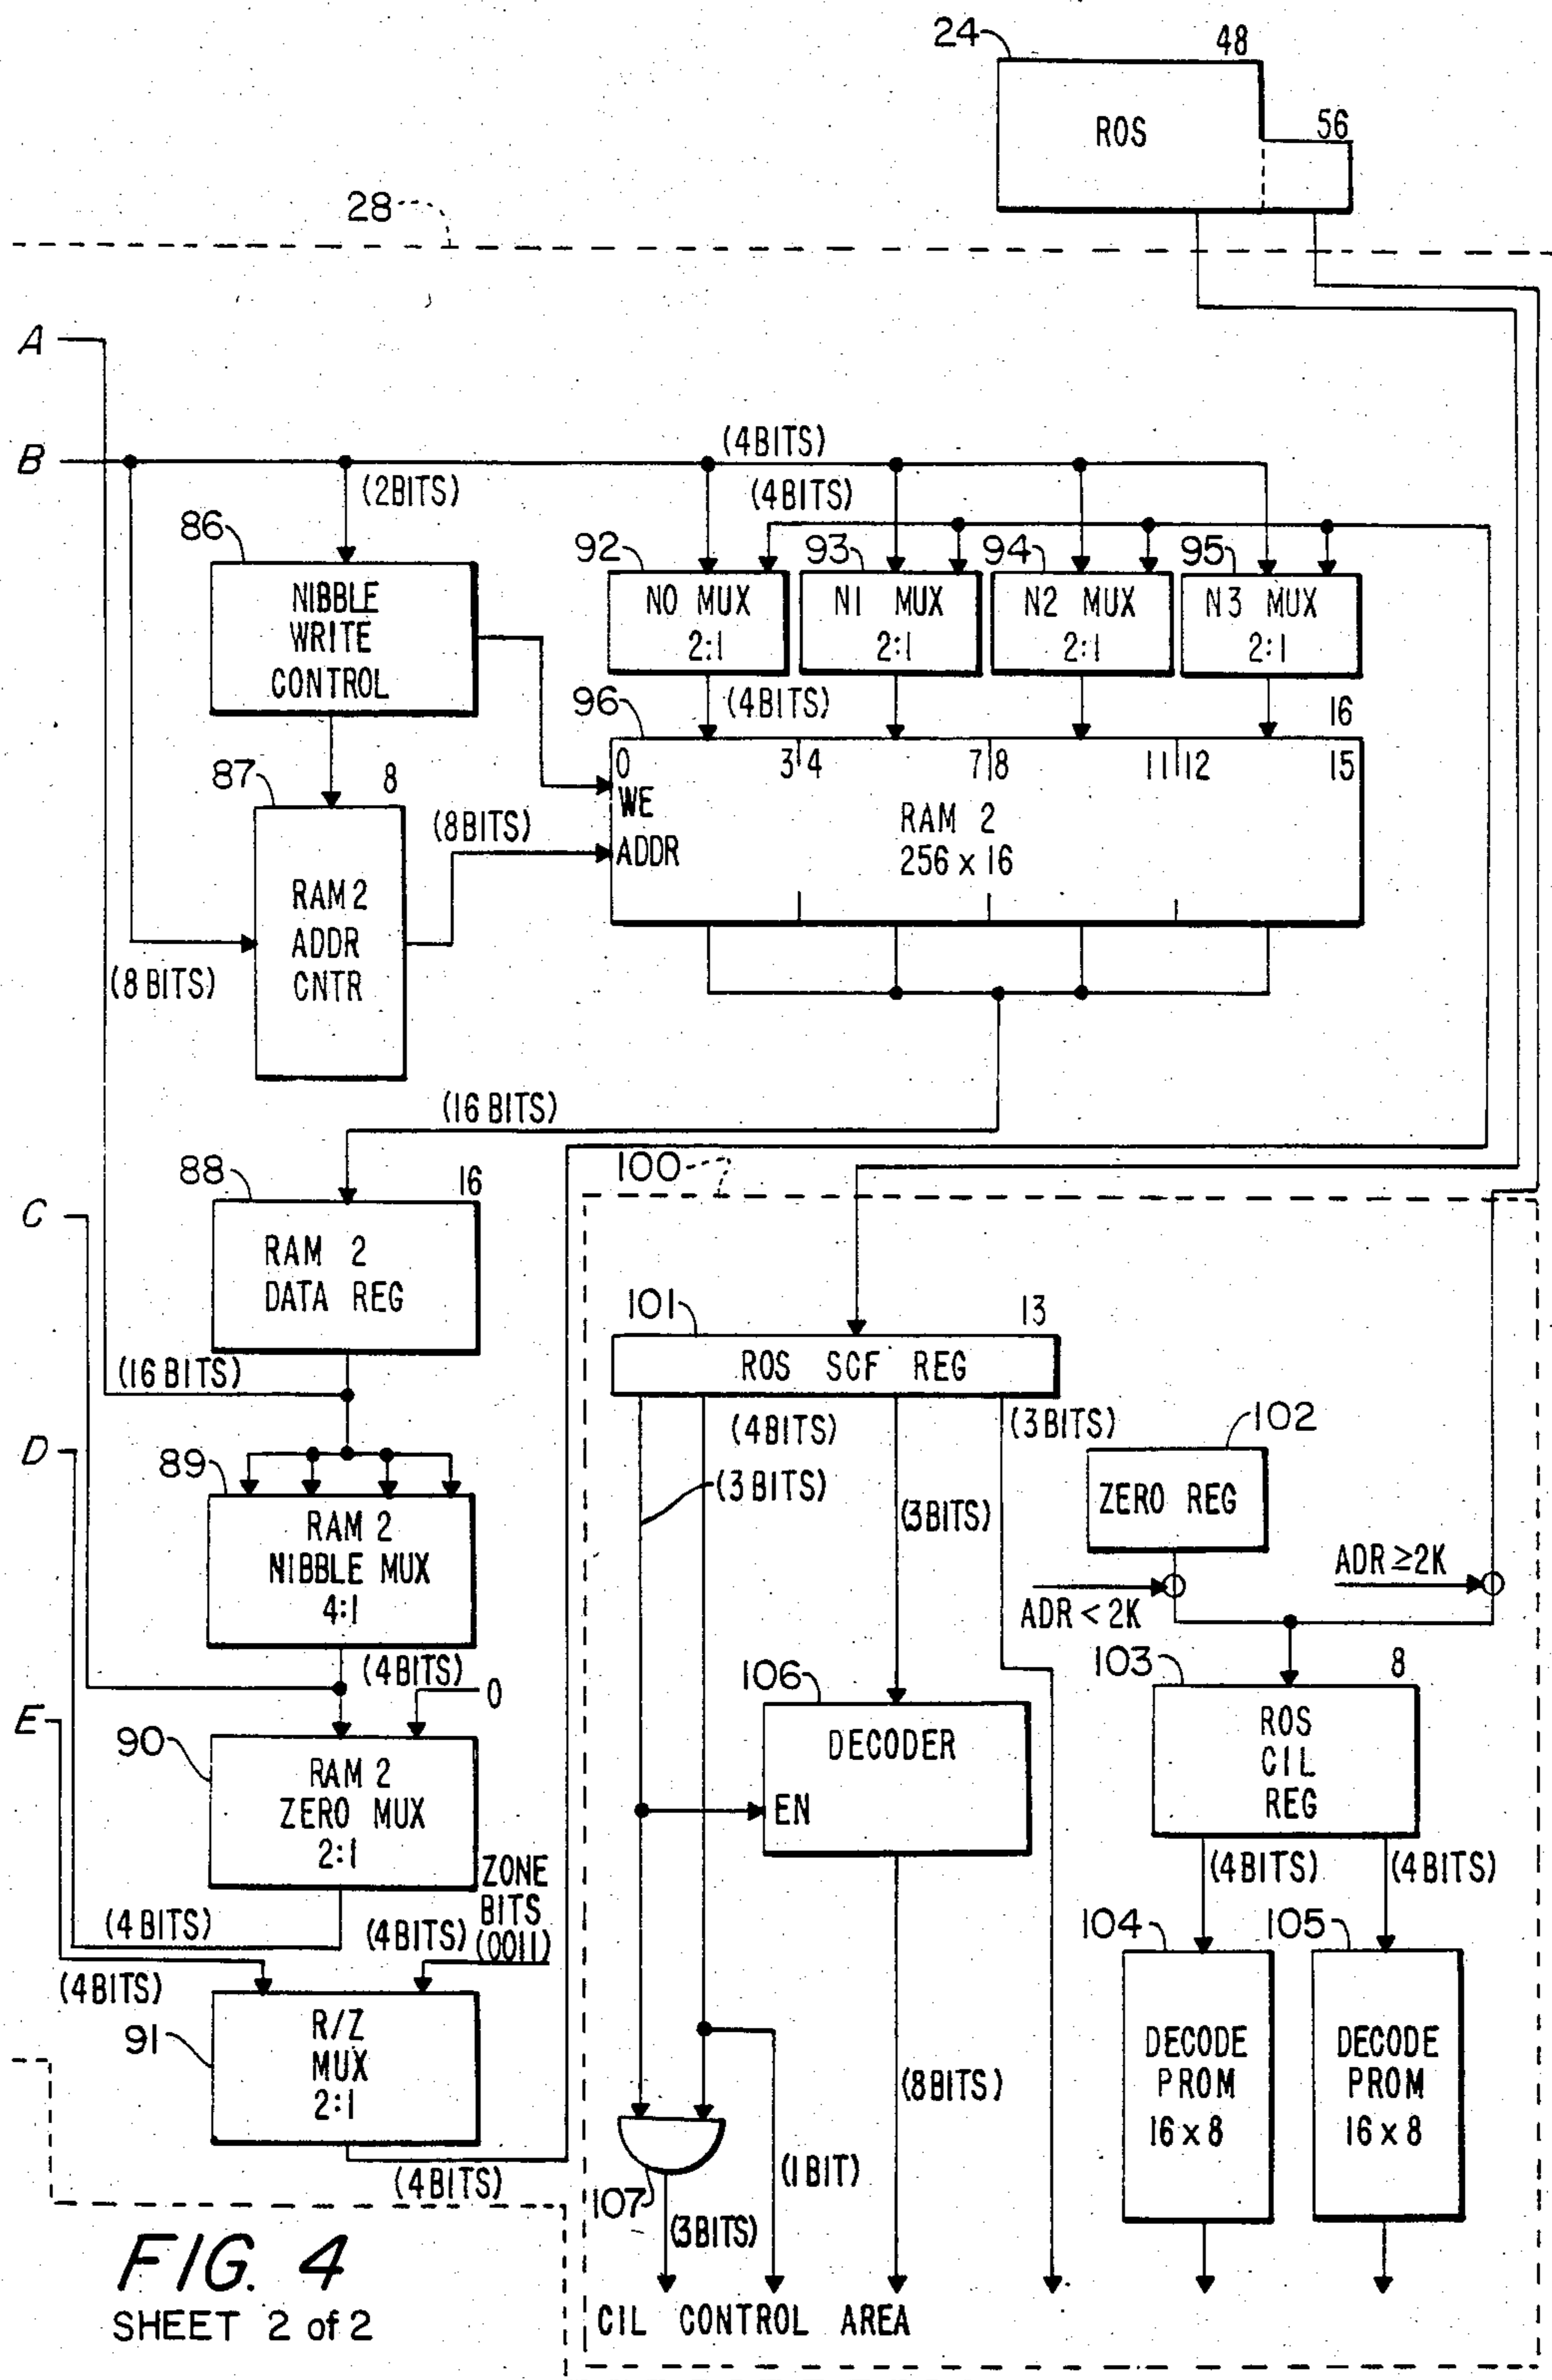 24
48
ROS
56
28
A
B
(4BITS)
(2BITS)
(4BITS)
86
92
93
94
95
NIBBLE
WRITE
CONTROL
N0 MUX
2:1
N1 MUX
2:1
N2 MUX
2:1
N3 MUX
2:1
96
(4BITS)
16
87
8
0
3
4
7
8
11
12
15
WE
(8BITS)
ADDR
RAM 2
256 x 16
RAM 2
ADDR
CNTR
(8 BITS)
(16 BITS)
88
16
100
C
RAM 2
DATA REG
101
13
ROS SCF REG
(16 BITS)
(4BITS)
(3BITS)
102
D
89
(3BITS)
(3BITS)
ZERO REG
RAM 2
NIBBLE MUX
4:1
ADR ≥ 2K
ADR < 2K
(4BITS)
0
106
103
8
E
90
DECODER
ROS
CIL
REG
RAM 2
ZERO MUX
2:1
EN
ZONE
BITS
(0011)
(4BITS)
(4BITS)
(4BITS)
(4BITS)
104
105
(4BITS)
91
R/Z
MUX
2:1
DECODE
PROM
16 x 8
DECODE
PROM
16 x 8
(8BITS)
(4BITS)
107
(1BIT)
(3BITS)
FIG. 4
SHEET 2 of 2
CIL CONTROL AREA